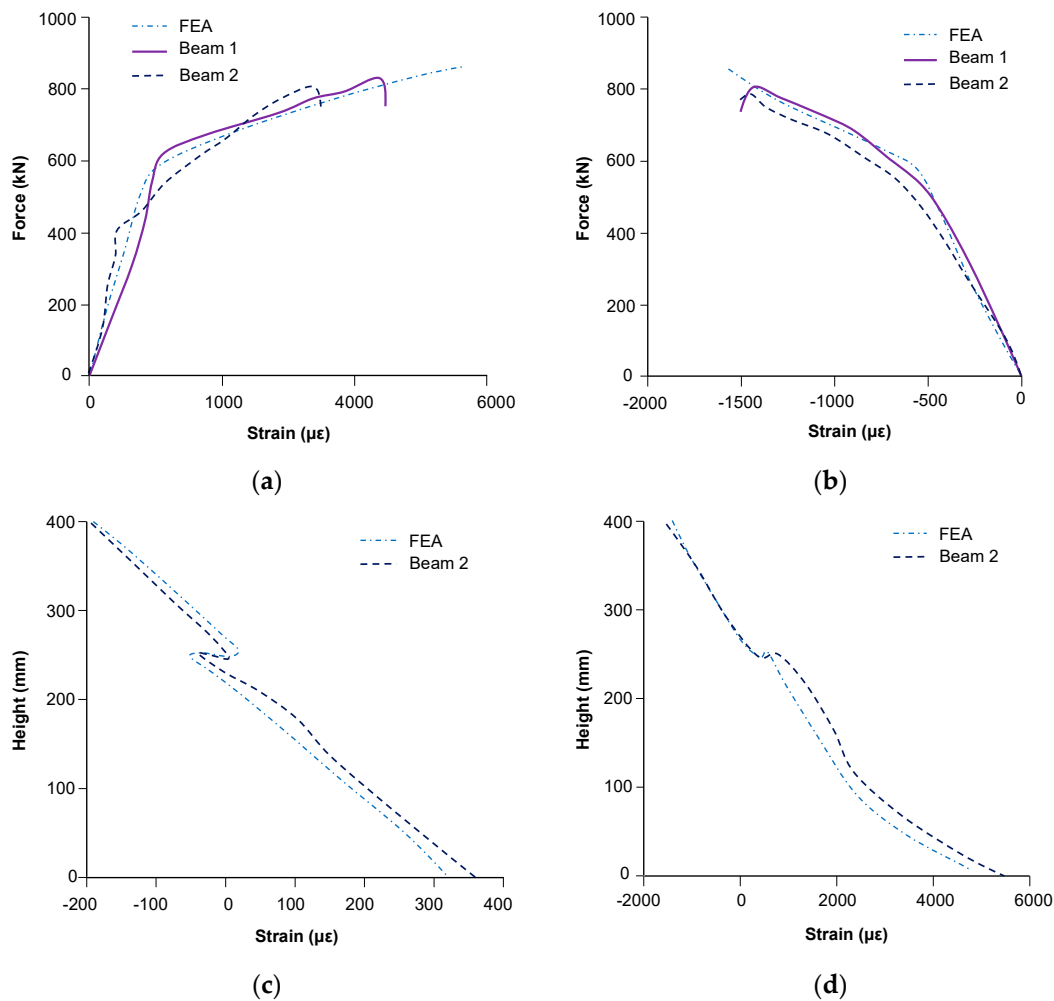 1000
800
600
400
200
0
Force (kN)
FEA
Beam 1
Beam 2
0
1000
4000
6000
Strain (με)
(a)
1000
800
600
400
200
0
Force (kN)
FEA
Beam 1
Beam 2
-2000
-1500
-1000
-500
0
Strain (με)
(b)
400
300
200
100
0
Height (mm)
FEA
Beam 2
-200
-100
0
100
200
300
400
Strain (με)
(c)
400
300
200
100
0
Height (mm)
FEA
Beam 2
-2000
0
2000
4000
6000
Strain (με)
(d)